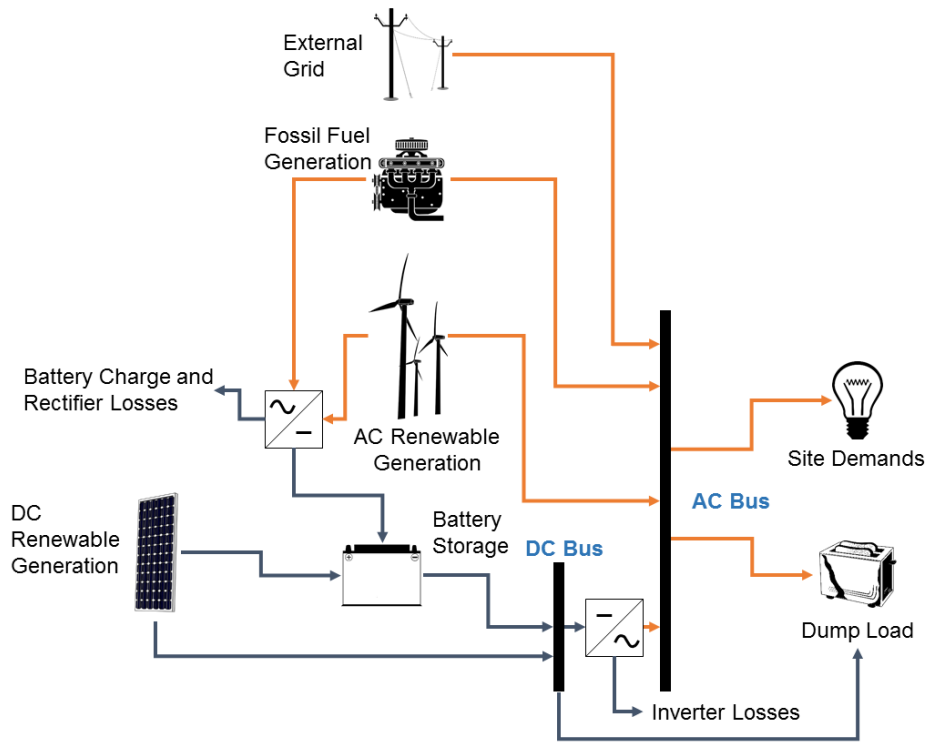 External
Grid
Fossil Fuel
Generation
Battery Charge and
Rectifier Losses
AC Renewable
Generation
Site Demands
AC Bus
DC
Renewable
Generation
Battery
Storage
DC Bus
Dump Load
Inverter Losses